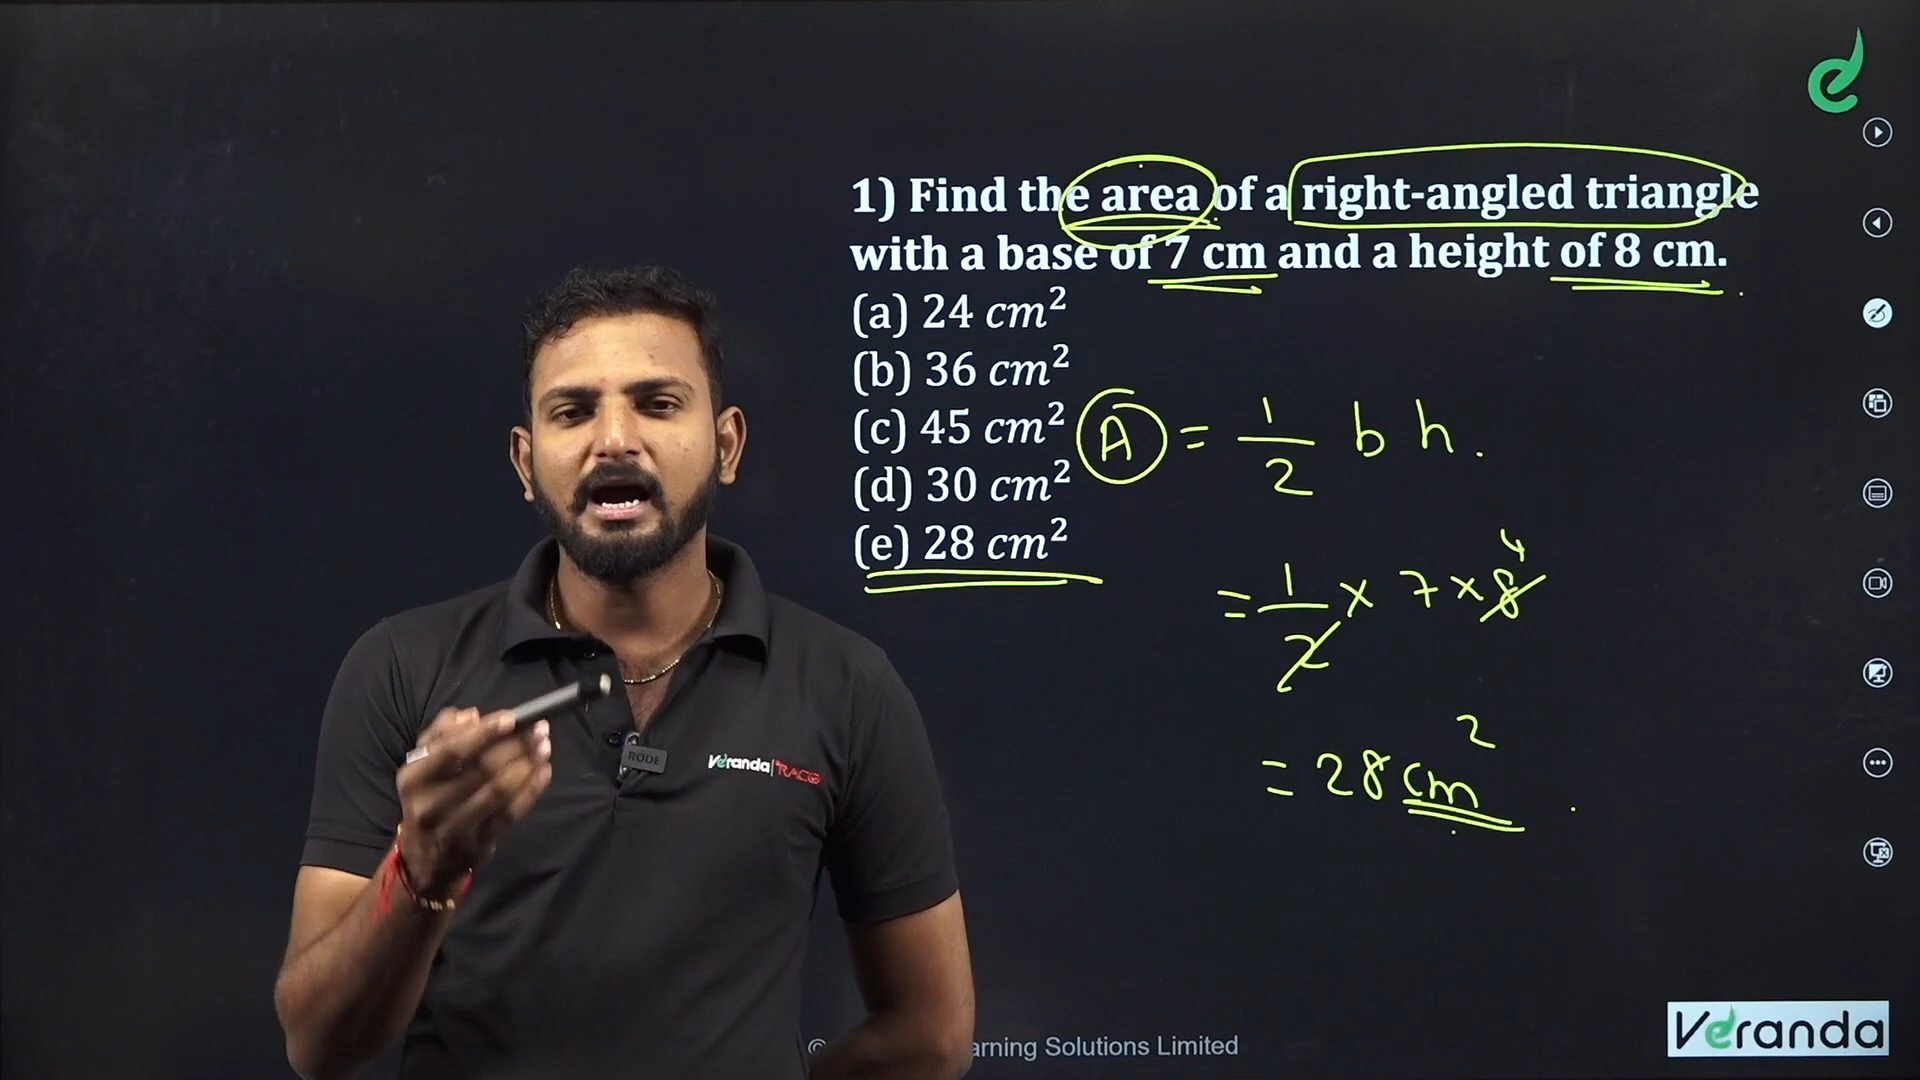 1) Find the area of a right-angled triangle
with a base of 7 cm and a height of 8 cm.
(a) 24 cm²
(b) 36 cm²
(c) 45 cm²
(d) 30 cm²
(e) 28 cm²
A = 1/2 b h.
= 1/2 × 7 × 8 4
= 28 cm²
RØDE
Veranda | RACE
arning Solutions Limited
Veranda